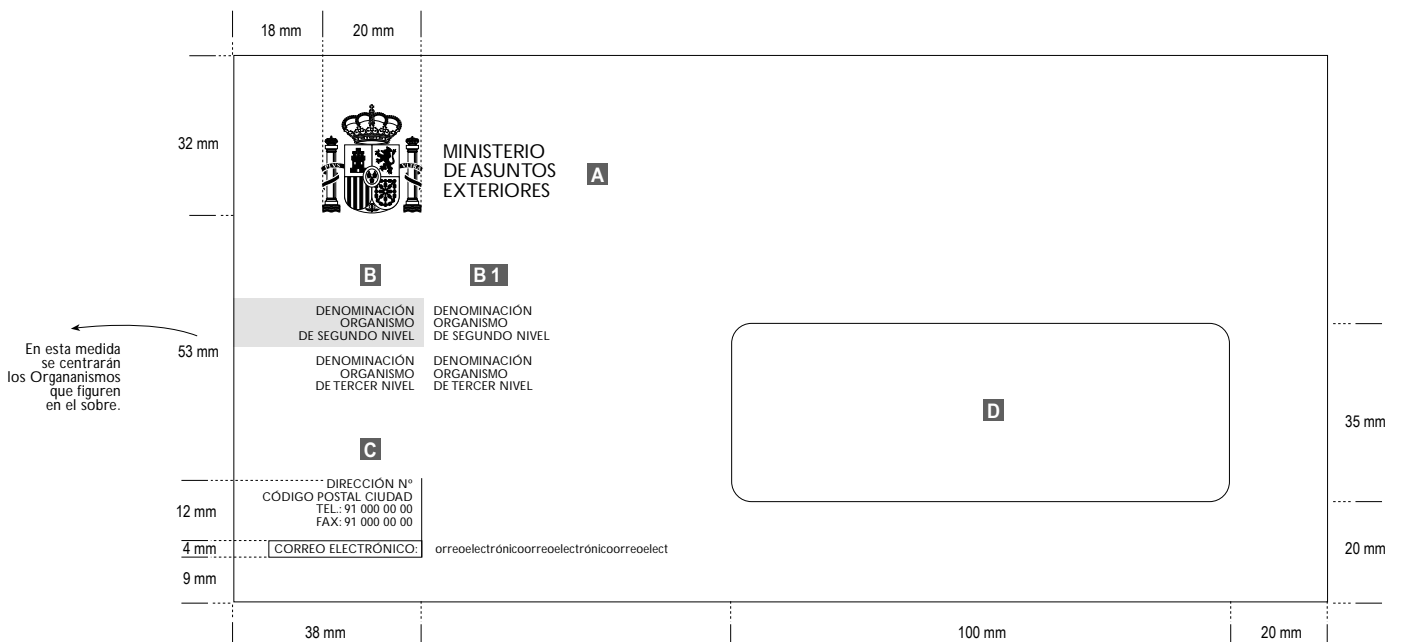 18 mm
20 mm
32 mm
PLVS
VLTRA
MINISTERIO
DE ASUNTOS
EXTERIORES
A
B
B 1
DENOMINACIÓN
ORGANISMO
DE SEGUNDO NIVEL
DENOMINACIÓN
ORGANISMO
DE SEGUNDO NIVEL
DENOMINACIÓN
ORGANISMO
DE TERCER NIVEL
DENOMINACIÓN
ORGANISMO
DE TERCER NIVEL
53 mm
En esta medida
se centrarán
los Organanismos
que figuren
en el sobre.
D
35 mm
C
DIRECCIÓN Nº
CÓDIGO POSTAL CIUDAD
TEL.: 91 000 00 00
FAX: 91 000 00 00
12 mm
4 mm
CORREO ELECTRÓNICO:
orreoelectrónicoorreoelectrónicoorreoelect
20 mm
9 mm
38 mm
100 mm
20 mm